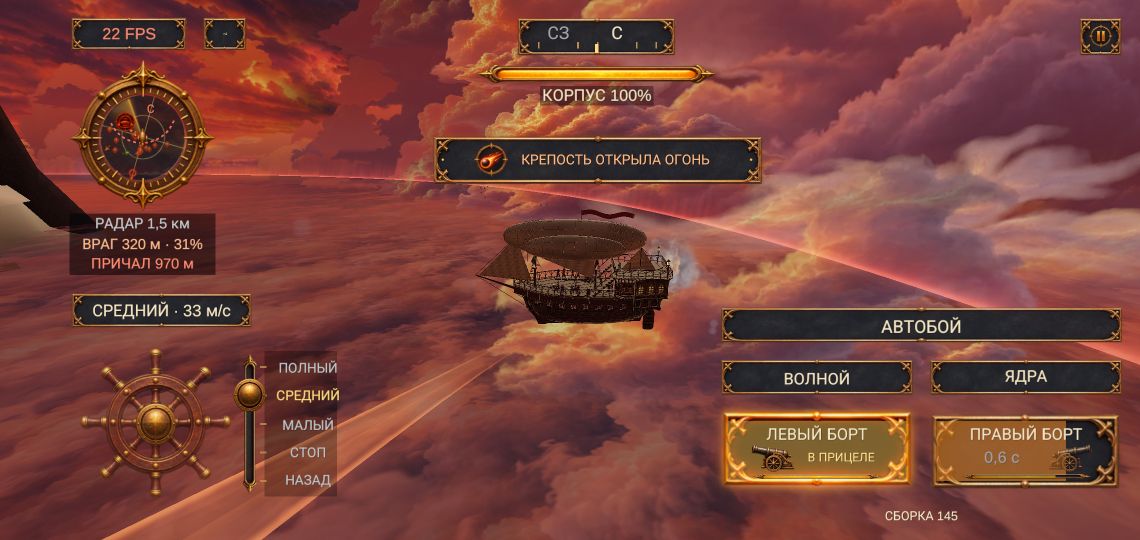 22 FPS
СЗ С
КОРПУС 100%
С
КРЕПОСТЬ ОТКРЫЛА ОГОНЬ
РАДАР 1,5 км
ВРАГ 320 м · 31%
ПРИЧАЛ 970 м
СРЕДНИЙ · 33 м/с
АВТОБОЙ
ВОЛНОЙ
ЯДРА
ПОЛНЫЙ
СРЕДНИЙ
МАЛЫЙ
СТОП
НАЗАД
ЛЕВЫЙ БОРТ
В ПРИЦЕЛЕ
ПРАВЫЙ БОРТ
0,6 с
СБОРКА 145